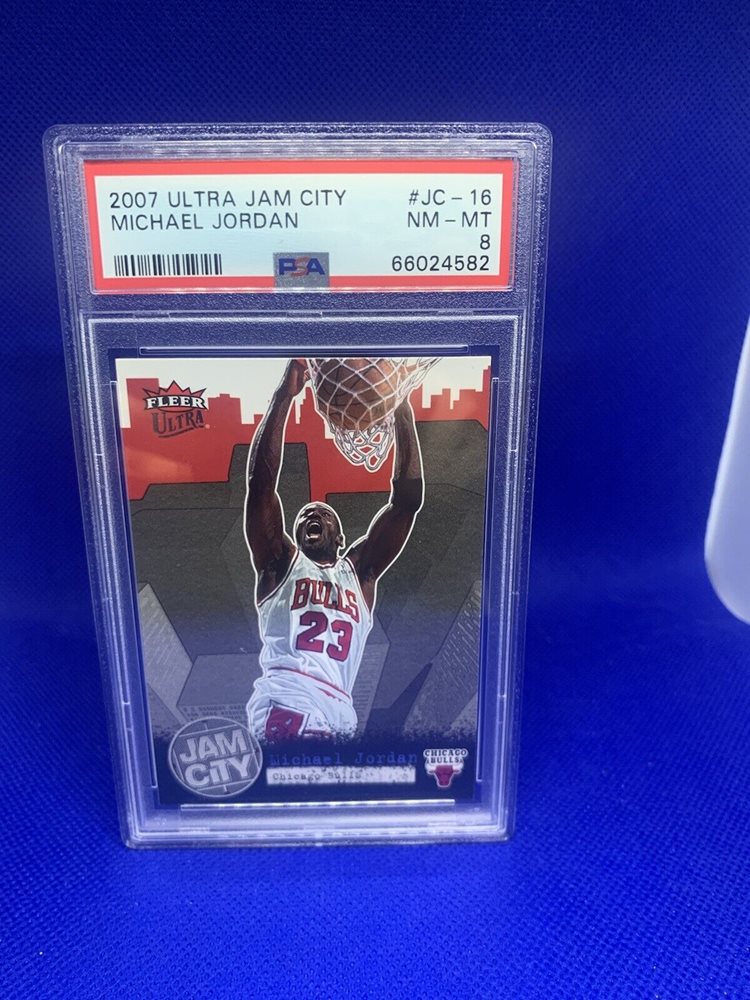 2007 ULTRA JAM CITY #JC - 16
MICHAEL JORDAN NM - MT
8
PSA 66024582
FLEER
ULTRA
BULLS
23
JAM
CITY
Michael Jordan
Chicago Bulls
CHICAGO
BULLS